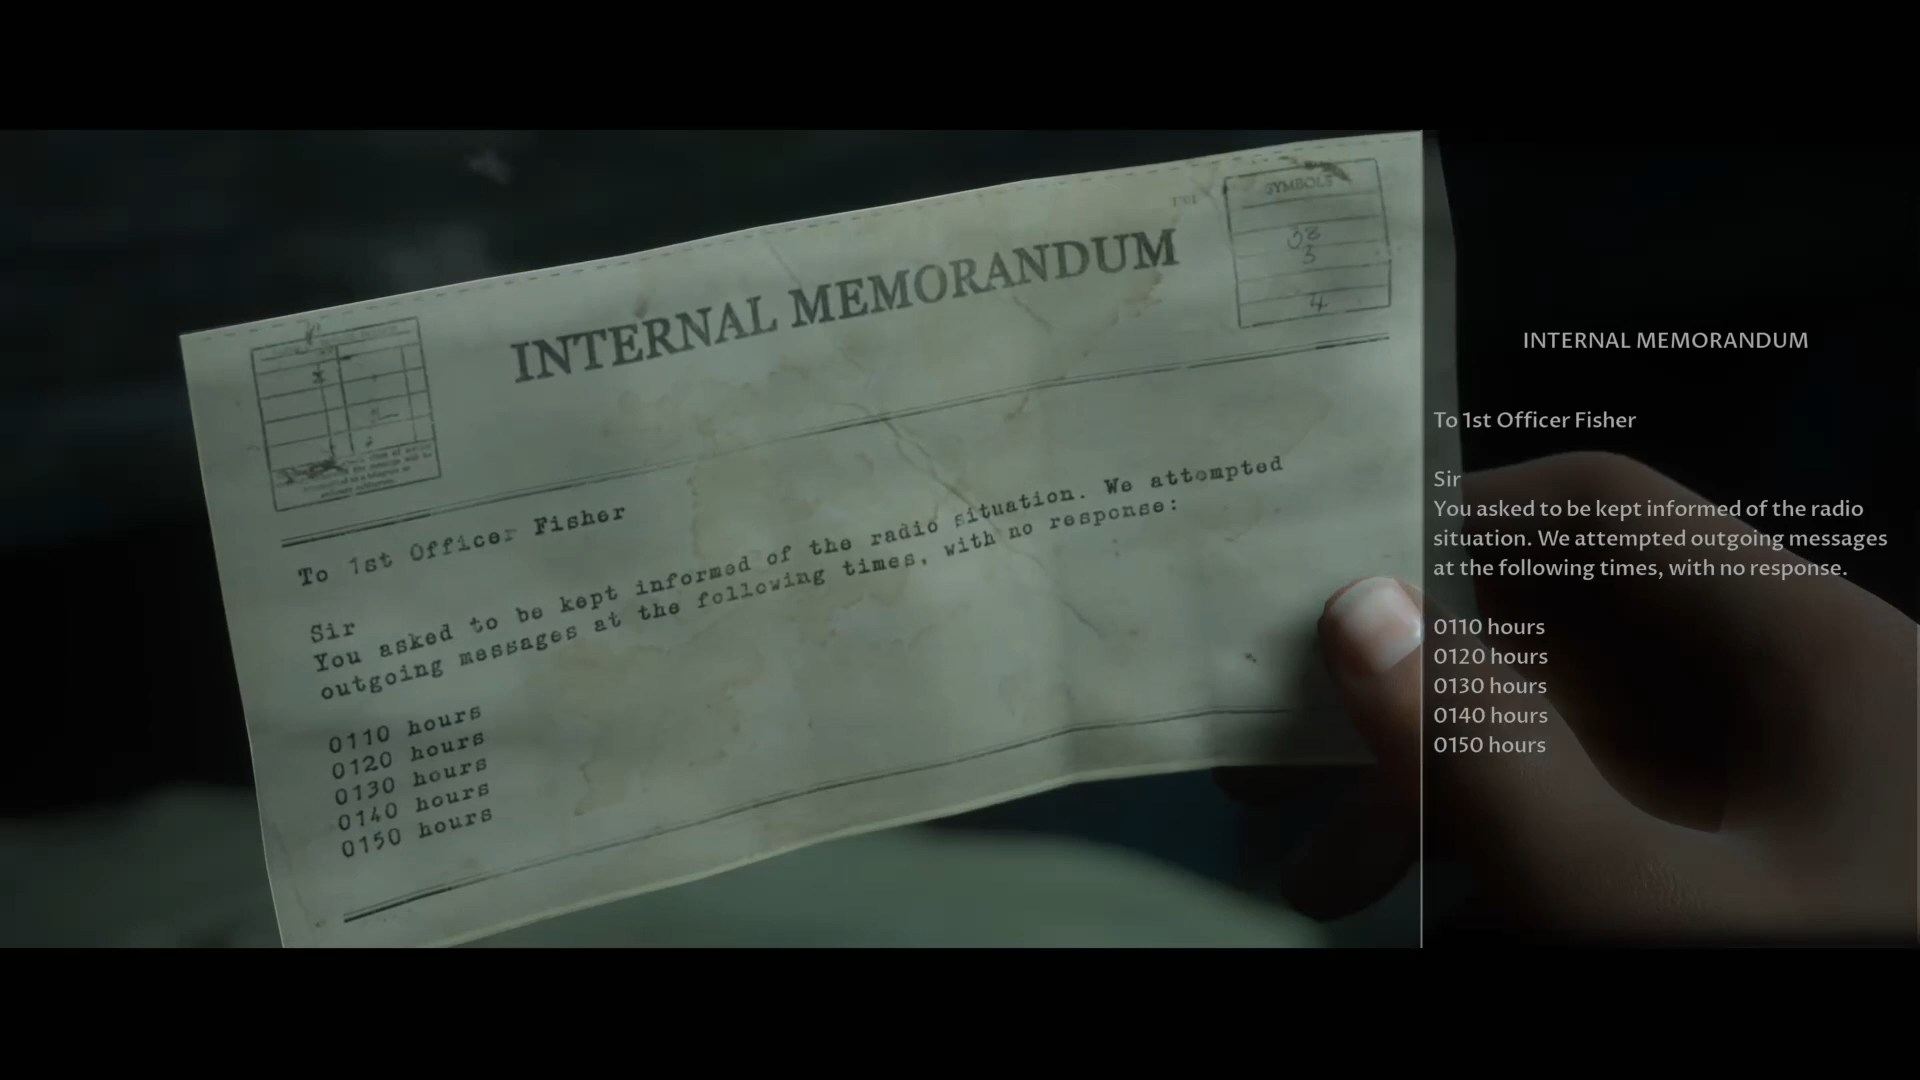 INTERNAL MEMORANDUM
SYMBOLS
38
3
4
To 1st Officer Fisher
Sir
You asked to be kept informed of the radio situation. We attempted
outgoing messages at the following times, with no response:
0110 hours
0120 hours
0130 hours
0140 hours
0150 hours
INTERNAL MEMORANDUM
To 1st Officer Fisher
Sir
You asked to be kept informed of the radio
situation. We attempted outgoing messages
at the following times, with no response.
0110 hours
0120 hours
0130 hours
0140 hours
0150 hours